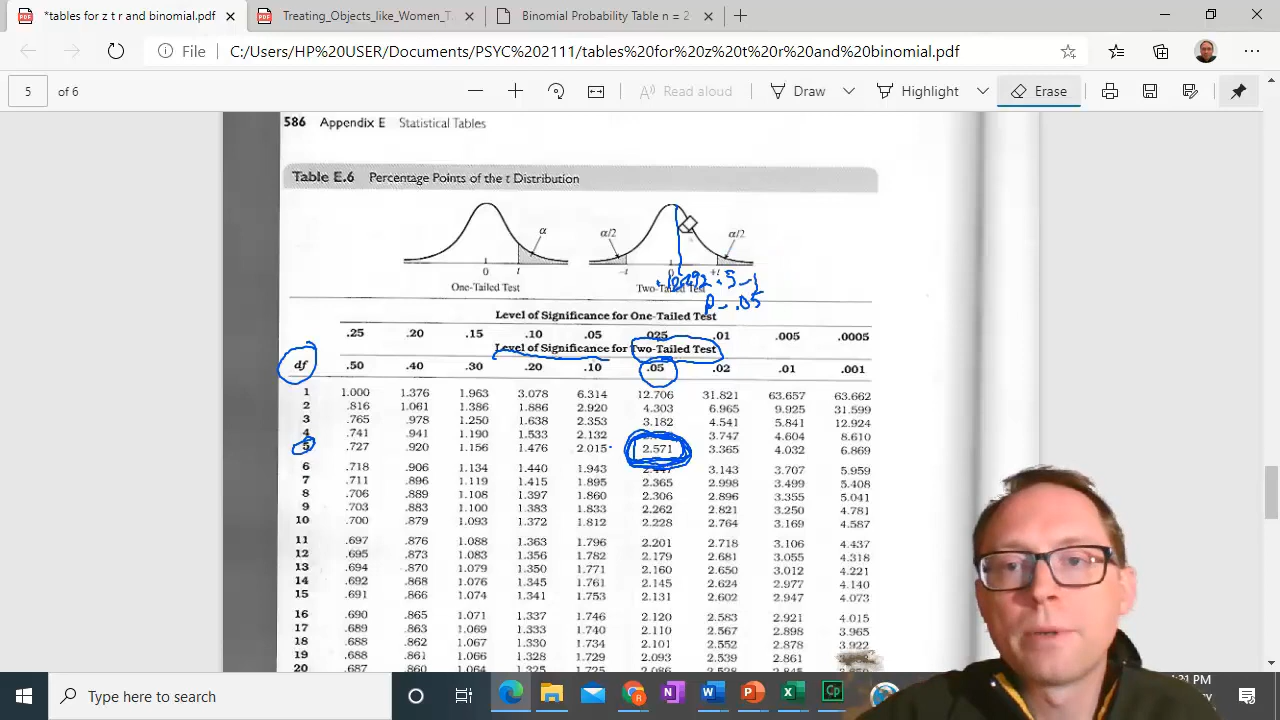 *tables for z t r and binomial.p
Treating_Objects_like_Women_T
Binomial Probability Table n = 2
File
C:/Users/HP%20USER/Documents/PSYC%202111/tables%20for%20z%20t%20r%20and%20binomial.pdf
5 of 6
Read aloud
Draw
Highlight
Erase
586 Appendix E Statistical Tables
Table E.6 Percentage Points of the t Distribution
α α/2 α/2
0 t -t 0 +t
One-Tailed Test Two-Tailed Test
Level of Significance for One-Tailed Test
.25 .20 .15 .10 .05 .025 .01 .005 .0005
Level of Significance for Two-Tailed Test
df .50 .40 .30 .20 .10 .05 .02 .01 .001
1 1.000 1.376 1.963 3.078 6.314 12.706 31.821 63.657 63.662
2 .816 1.061 1.386 1.886 2.920 4.303 6.965 9.925 31.599
3 .765 .978 1.250 1.638 2.353 3.182 4.541 5.841 12.924
4 .741 .941 1.190 1.533 2.132 3.747 4.604 8.610
5 .727 .920 1.156 1.476 2.015 2.571 3.365 4.032 6.869
6 .718 .906 1.134 1.440 1.943 3.143 3.707 5.959
7 .711 .896 1.119 1.415 1.895 2.365 2.998 3.499 5.408
8 .706 .889 1.108 1.397 1.860 2.306 2.896 3.355 5.041
9 .703 .883 1.100 1.383 1.833 2.262 2.821 3.250 4.781
10 .700 .879 1.093 1.372 1.812 2.228 2.764 3.169 4.587
11 .697 .876 1.088 1.363 1.796 2.201 2.718 3.106 4.437
12 .695 .873 1.083 1.356 1.782 2.179 2.681 3.055 4.318
13 .694 .870 1.079 1.350 1.771 2.160 2.650 3.012 4.221
14 .692 .868 1.076 1.345 1.761 2.145 2.624 2.977 4.140
15 .691 .866 1.074 1.341 1.753 2.131 2.602 2.947 4.073
16 .690 .865 1.071 1.337 1.746 2.120 2.583 2.921 4.015
17 .689 .863 1.069 1.333 1.740 2.110 2.567 2.898 3.965
18 .688 .862 1.067 1.330 1.734 2.101 2.552 2.878 3.922
19 .688 .861 1.066 1.328 1.729 2.093 2.539 2.861
20 .687 .860 1.064 1.325 1.725 2.086 2.528 2.845
Type here to search